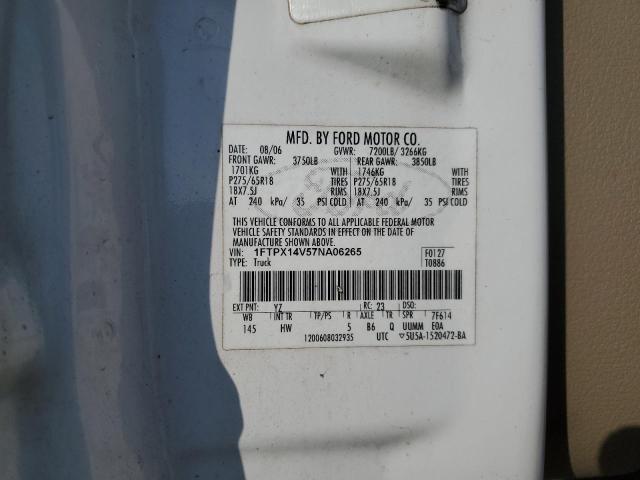 MFD. BY FORD MOTOR CO.
DATE: 08/06 GVWR: 7200LB/ 3266KG
FRONT GAWR: 3750LB REAR GAWR: 3850LB
1701KG WITH 1746KG WITH
P275/65R18 TIRES P275/65R18 TIRES
18X7.5J RIMS 18X7.5J RIMS
AT 240 kPa/ 35 PSI COLD AT 240 kPa/ 35 PSI COLD
THIS VEHICLE CONFORMS TO ALL APPLICABLE FEDERAL MOTOR
VEHICLE SAFETY STANDARDS IN EFFECT ON THE DATE OF
MANUFACTURE SHOWN ABOVE.
VIN: 1FTPX14V57NA06265 F0127
TYPE: Truck T0886
EXT PNT: YZ RC: 23 DSO:
WB INT TR TP/PS R AXLE TR SPR 7F614
145 HW 5 B6 Q UUMM E0A
1200608032935 UTC 5U5A-1520472-BA